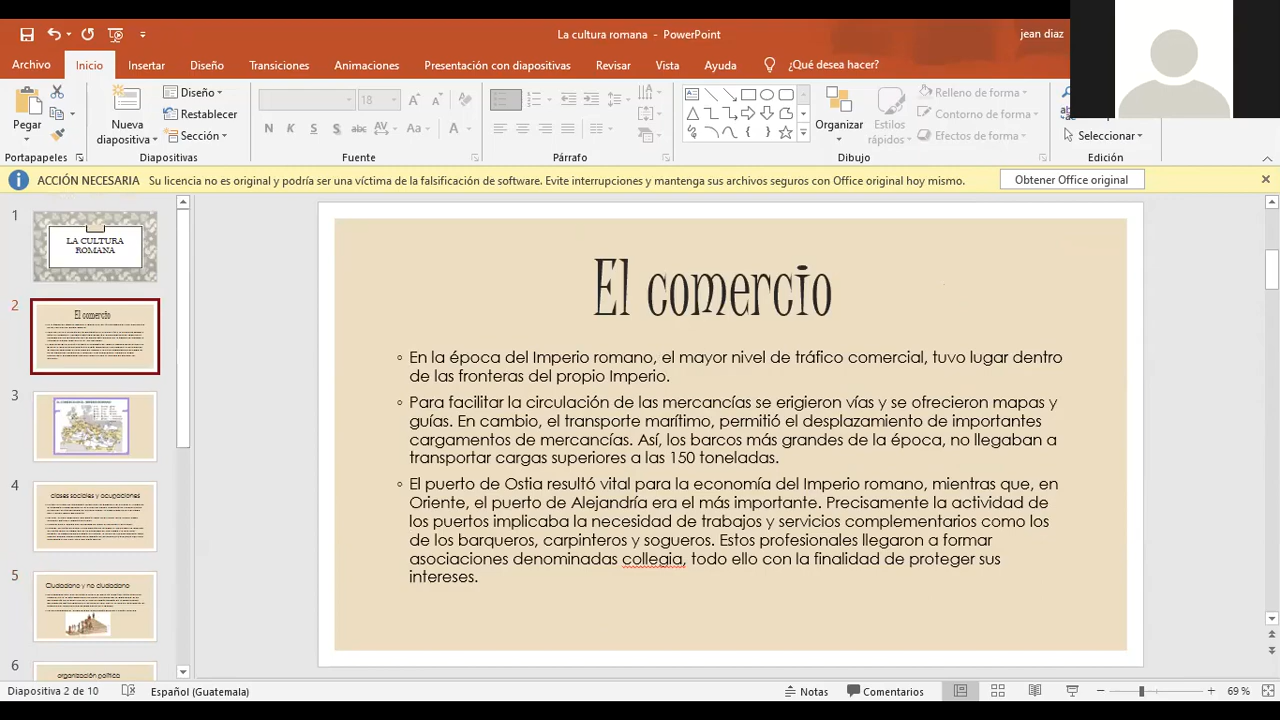 La cultura romana - PowerPoint
jean diaz
Archivo Inicio Insertar Diseño Transiciones Animaciones Presentación con diapositivas Revisar Vista Ayuda ¿Qué desea hacer?
Pegar
Nueva diapositiva
Diseño
Restablecer
Sección
N K S S abc AV Aa A
Organizar
Estilos rápidos
Relleno de forma
Contorno de forma
Efectos de forma
Seleccionar
Portapapeles Diapositivas Fuente Párrafo Dibujo Edición
ACCIÓN NECESARIA Su licencia no es original y podría ser una víctima de la falsificación de software. Evite interrupciones y mantenga sus archivos seguros con Office original hoy mismo. Obtener Office original
1
LA CULTURA
ROMANA
2
El comercio
3
4
clases sociales y ocupaciones
5
Ciudadano y no ciudadano
6
organización política
El comercio
◦ En la época del Imperio romano, el mayor nivel de tráfico comercial, tuvo lugar dentro
de las fronteras del propio Imperio.
◦ Para facilitar la circulación de las mercancías se erigieron vías y se ofrecieron mapas y
guías. En cambio, el transporte marítimo, permitió el desplazamiento de importantes
cargamentos de mercancías. Así, los barcos más grandes de la época, no llegaban a
transportar cargas superiores a las 150 toneladas.
◦ El puerto de Ostia resultó vital para la economía del Imperio romano, mientras que, en
Oriente, el puerto de Alejandría era el más importante. Precisamente la actividad de
los puertos implicaba la necesidad de trabajos y servicios complementarios como los
de los barqueros, carpinteros y sogueros. Estos profesionales llegaron a formar
asociaciones denominadas collegia, todo ello con la finalidad de proteger sus
intereses.
Diapositiva 2 de 10 Español (Guatemala) Notas Comentarios 69 %